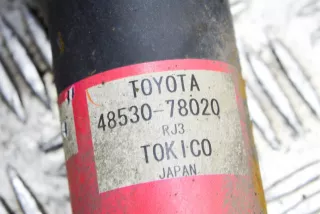 TOYOTA
48530-78020
RJ3
TOKICO
JAPAN